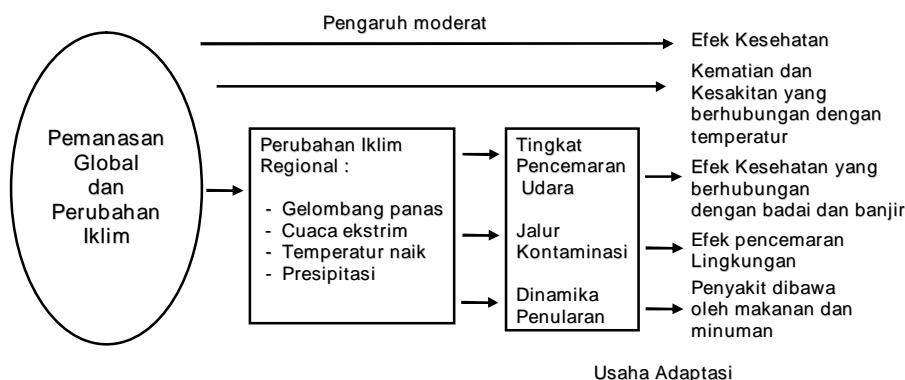 Pengaruh moderat
Pemanasan
Global
dan
Perubahan
Iklim
Perubahan Iklim
Regional :
- Gelombang panas
- Cuaca ekstrim
- Temperatur naik
- Presipitasi
Tingkat
Pencemaran
Udara
Jalur
Kontaminasi
Dinamika
Penularan
Efek Kesehatan
Kematian dan
Kesakitan yang
berhubungan dengan
temperatur
Efek Kesehatan yang
berhubungan
dengan badai dan banjir
Efek pencemaran
Lingkungan
Penyakit dibawa
oleh makanan dan
minuman
Usaha Adaptasi